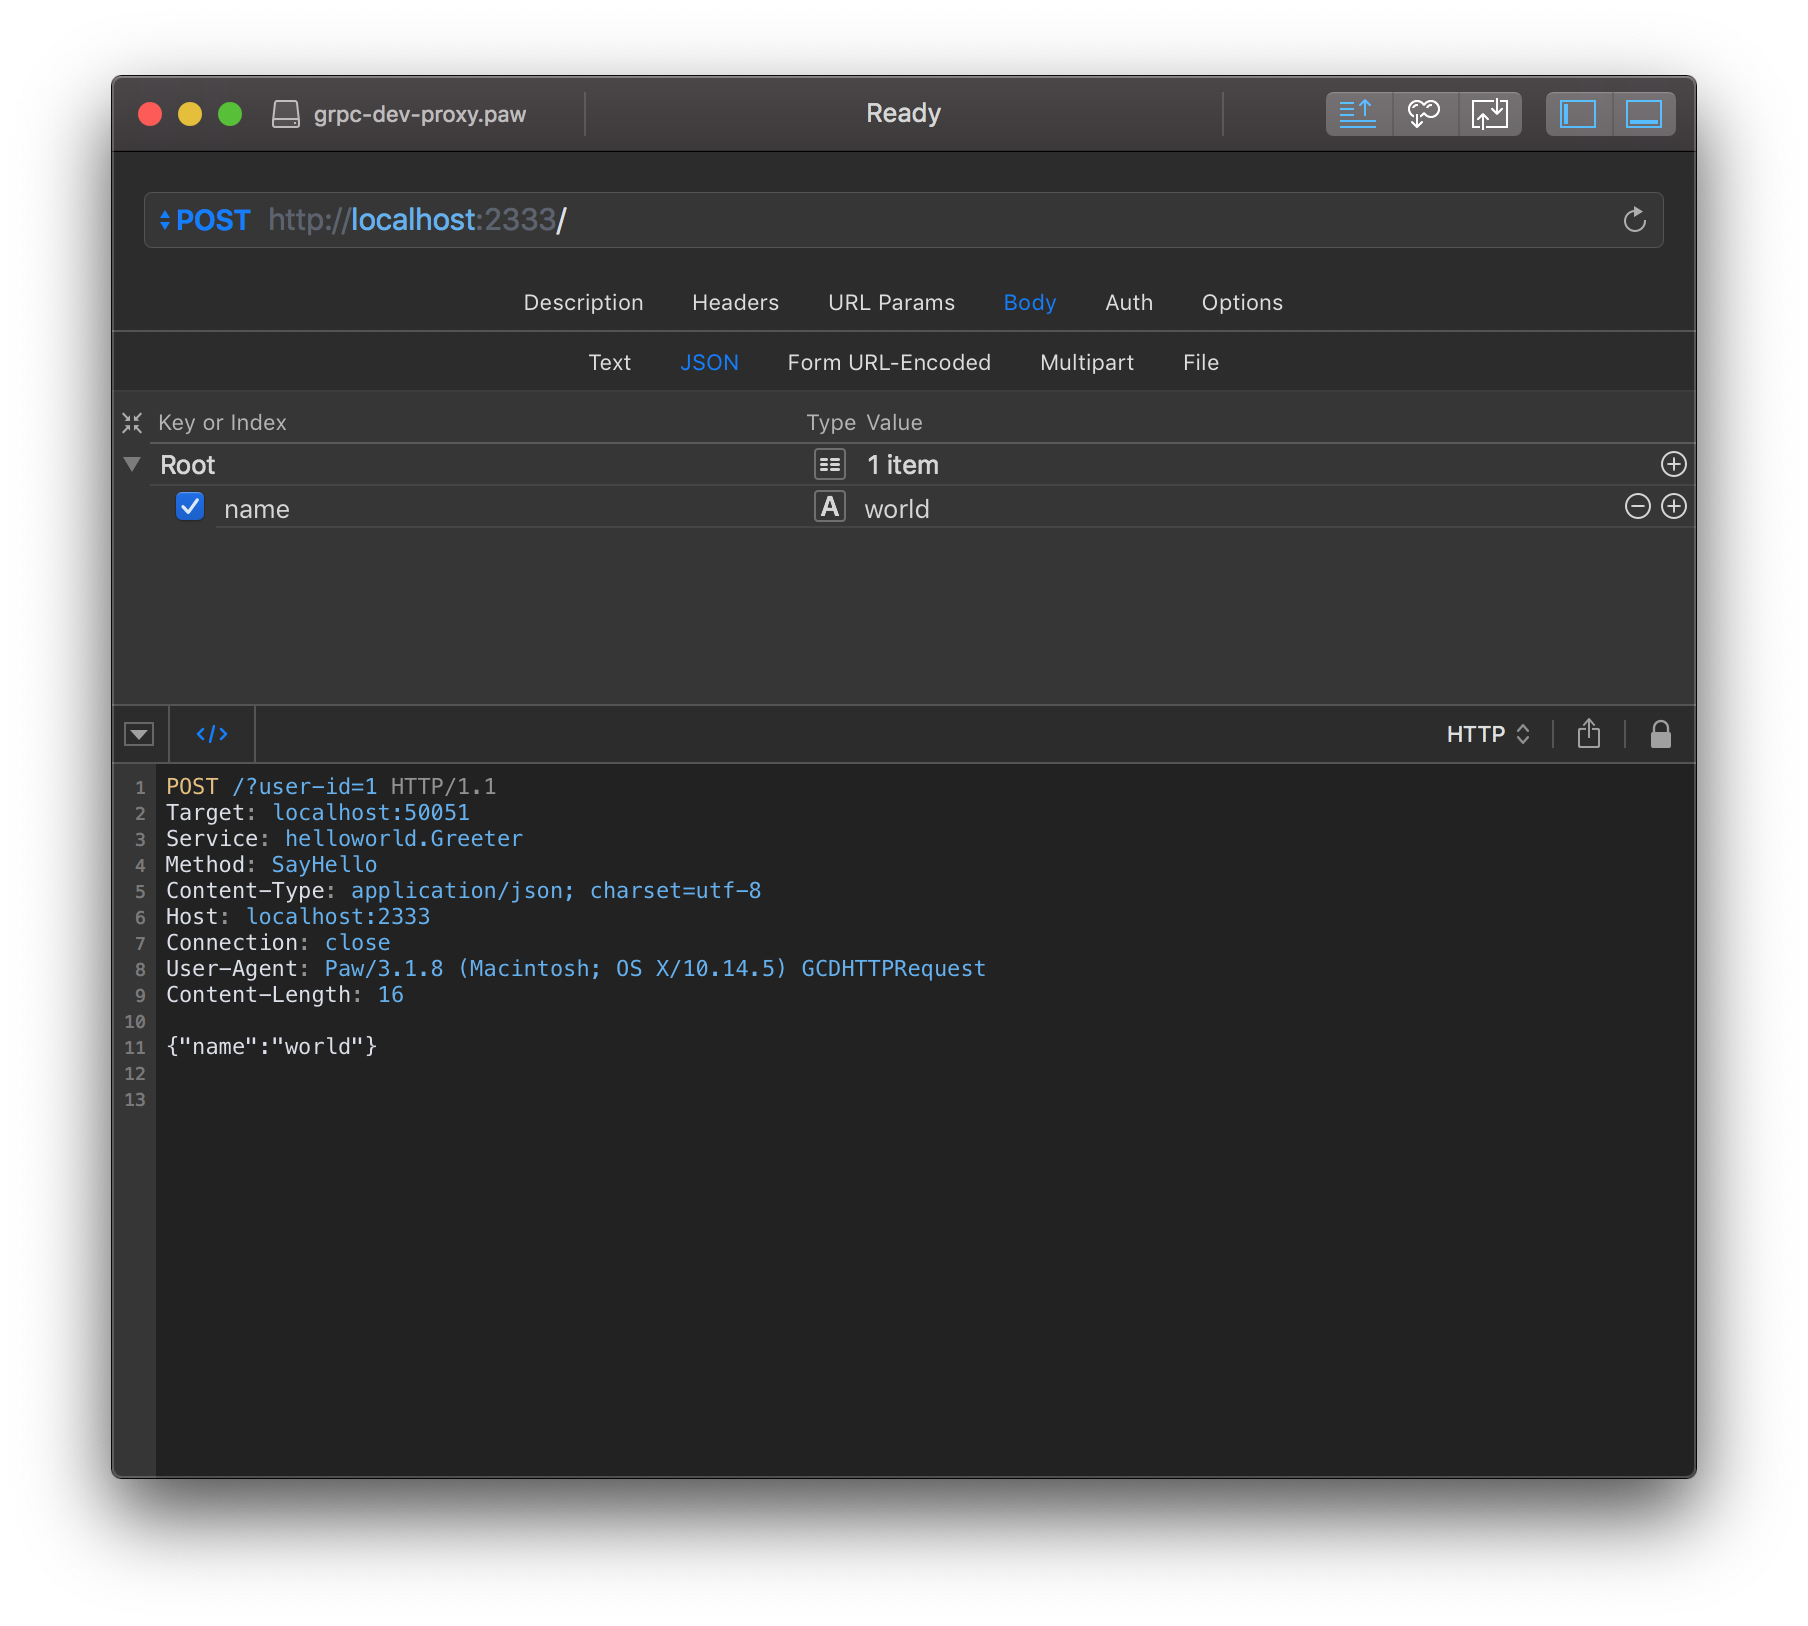 grpc-dev-proxy.paw
Ready
POST http://localhost:2333/
Description Headers URL Params Body Auth Options
Text JSON Form URL-Encoded Multipart File
Key or Index Type Value
Root 1 item
name A world
</> HTTP
1 POST /?user-id=1 HTTP/1.1
2 Target: localhost:50051
3 Service: helloworld.Greeter
4 Method: SayHello
5 Content-Type: application/json; charset=utf-8
6 Host: localhost:2333
7 Connection: close
8 User-Agent: Paw/3.1.8 (Macintosh; OS X/10.14.5) GCDHTTPRequest
9 Content-Length: 16
10
11 {"name":"world"}
12
13